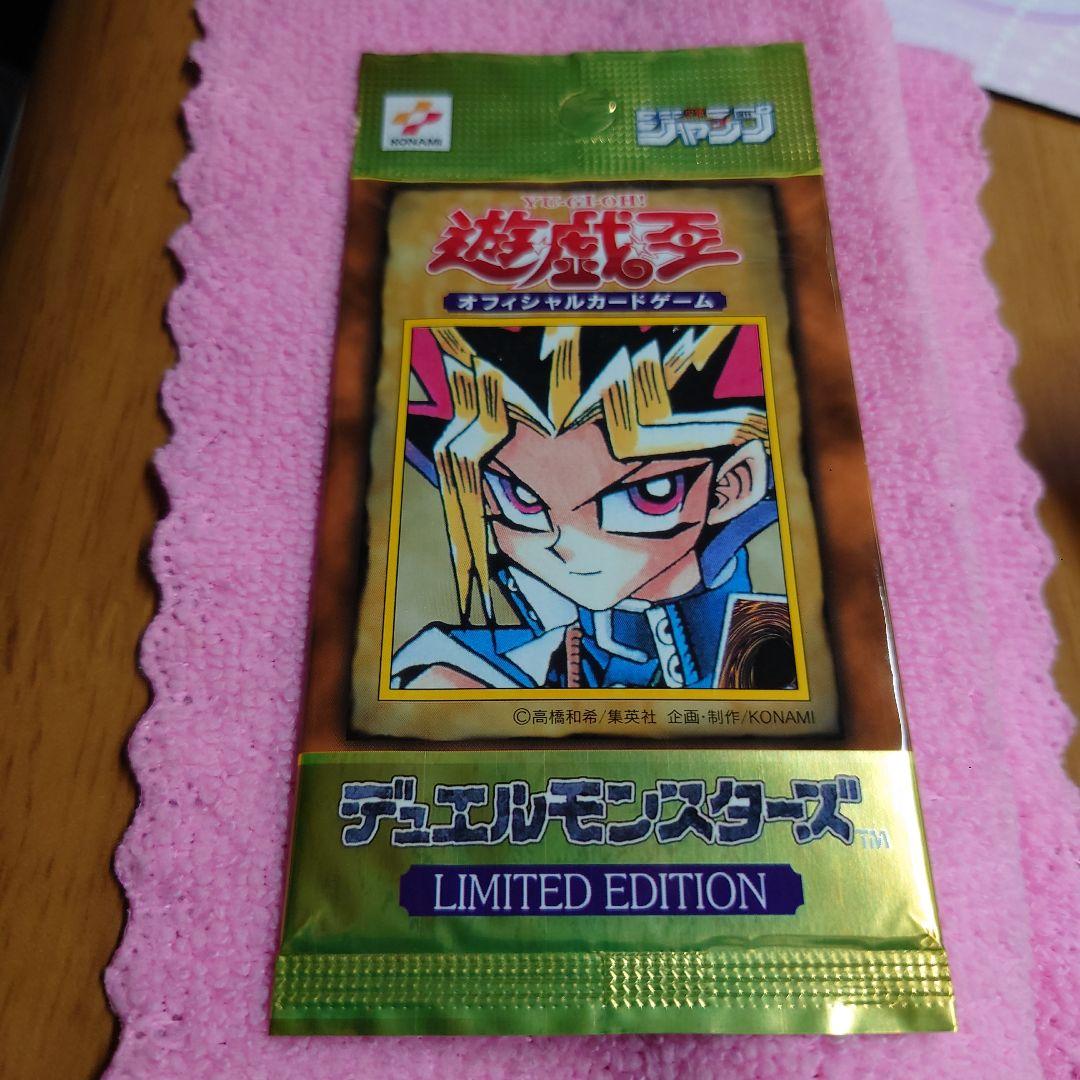 KONAMI
ジャンプ
YU-GI-OH!
遊戯王
オフィシャルカードゲーム
©高橋和希/集英社 企画・制作/KONAMI
デュエルモンスターズ™
LIMITED EDITION